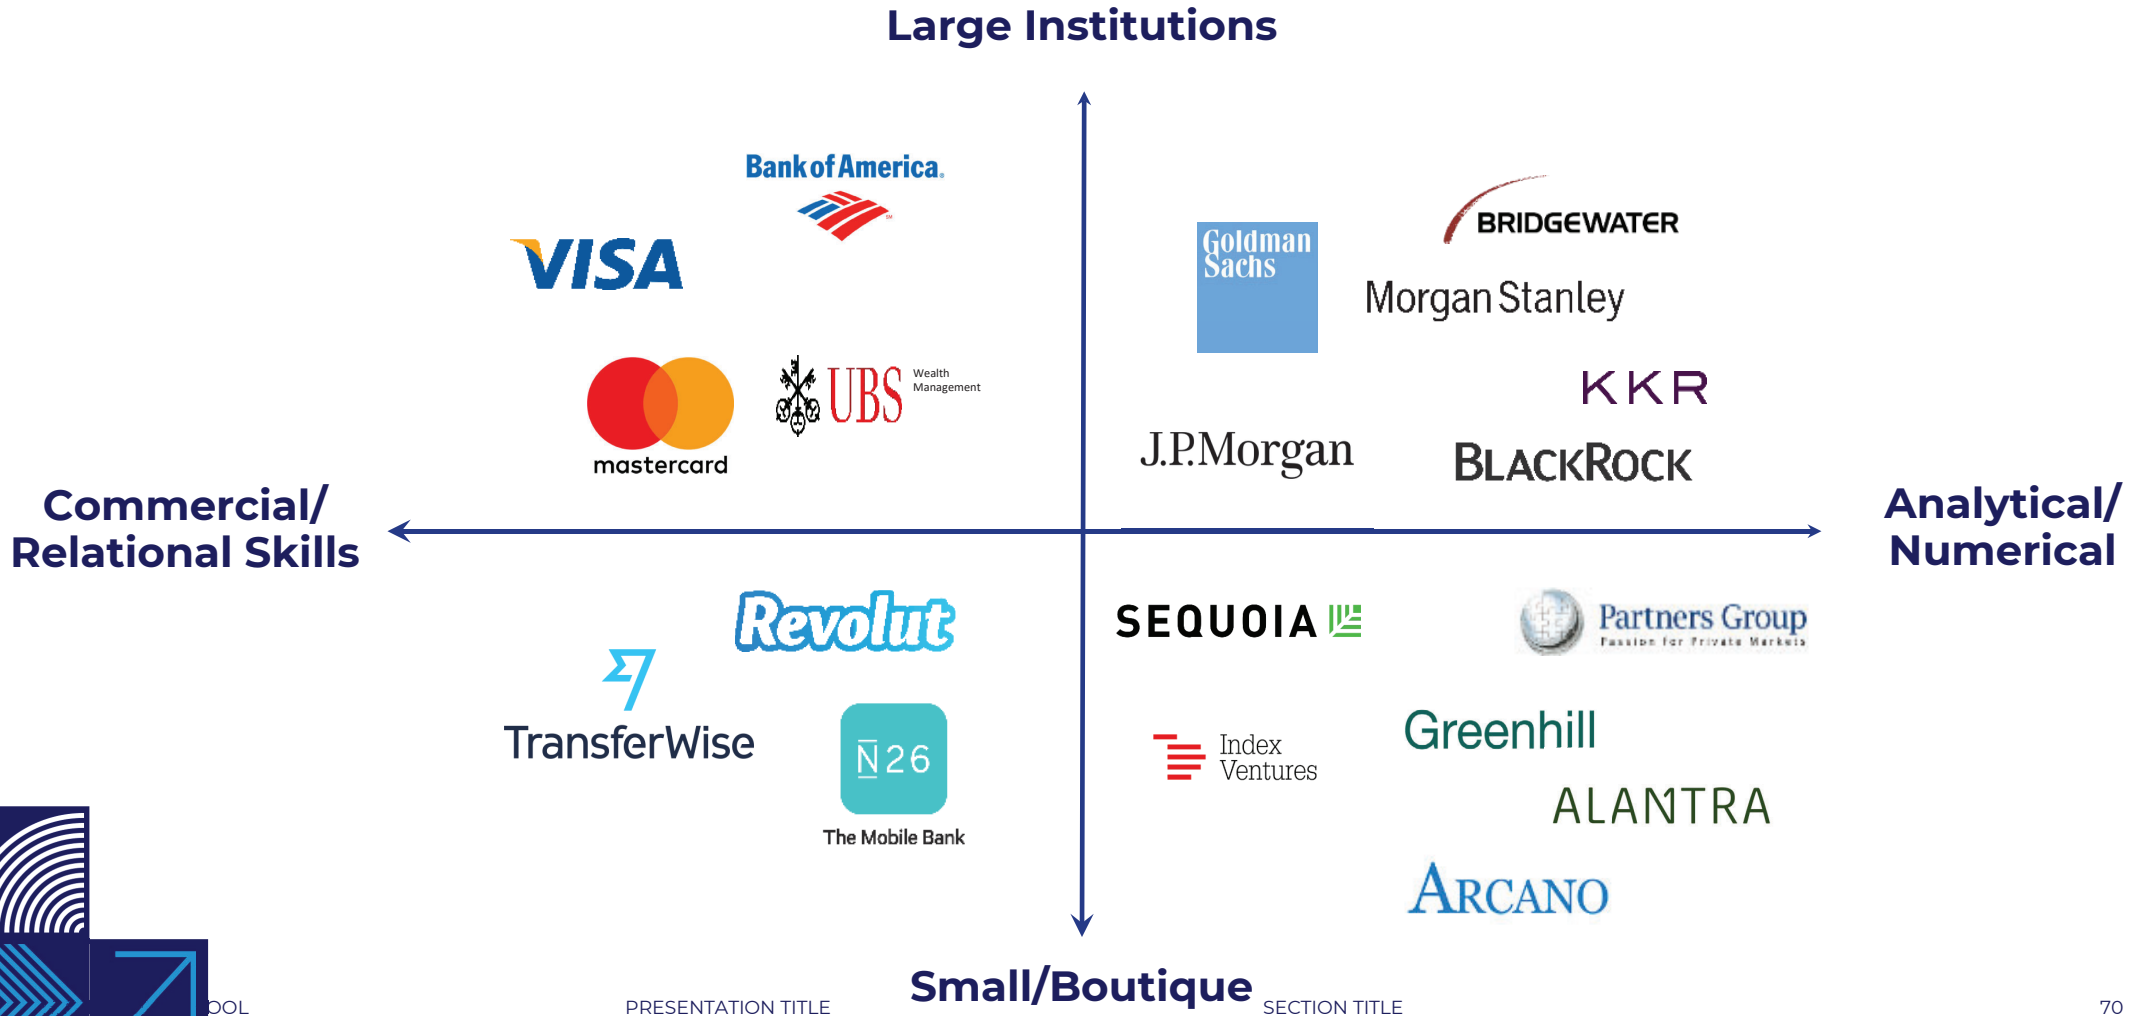 Large Institutions
Bank of America
VISA
BRIDGEWATER
Goldman
Sachs
Morgan Stanley
mastercard
UBS
Wealth
Management
KKR
J.P.Morgan
BLACKROCK
Commercial/
Relational Skills
Analytical/
Numerical
Revolut
TransferWise
N26
The Mobile Bank
SEQUOIA
Partners Group
Passion for Private Markets
Index
Ventures
Greenhill
ALANTRA
ARCANO
Small/Boutique
OOL
PRESENTATION TITLE
SECTION TITLE
70